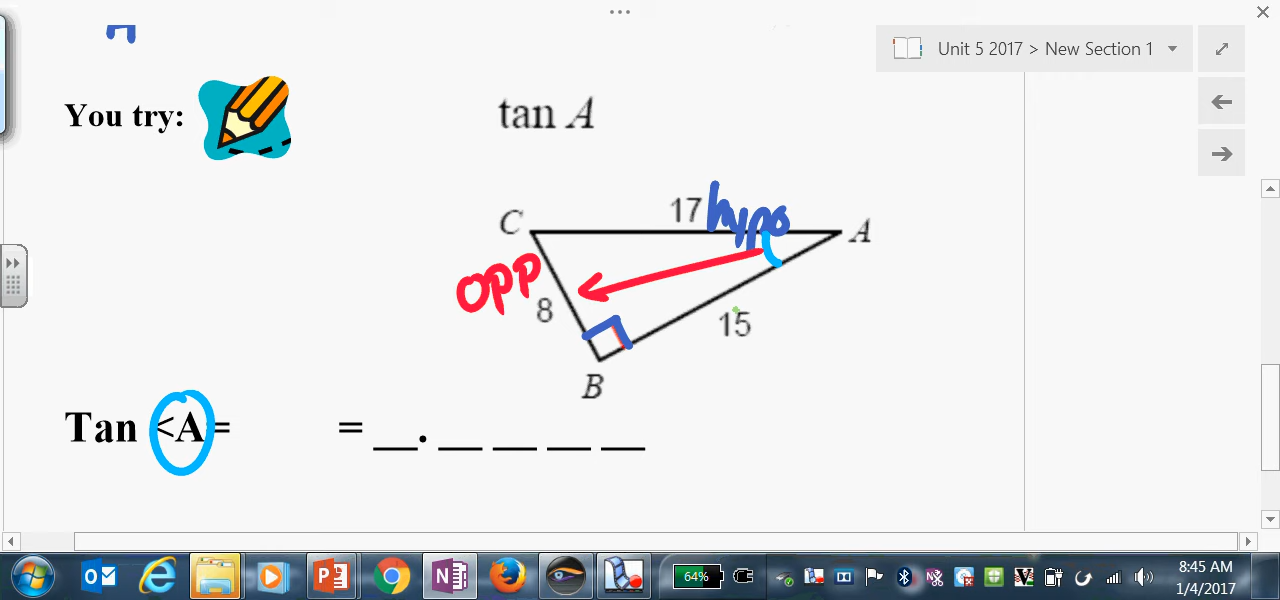 Unit 5 2017 > New Section 1
You try:
tan A
17 hypo
C
A
opp
8
15
B
Tan <A= = __. __ __ __ __
64%
8:45 AM
1/4/2017